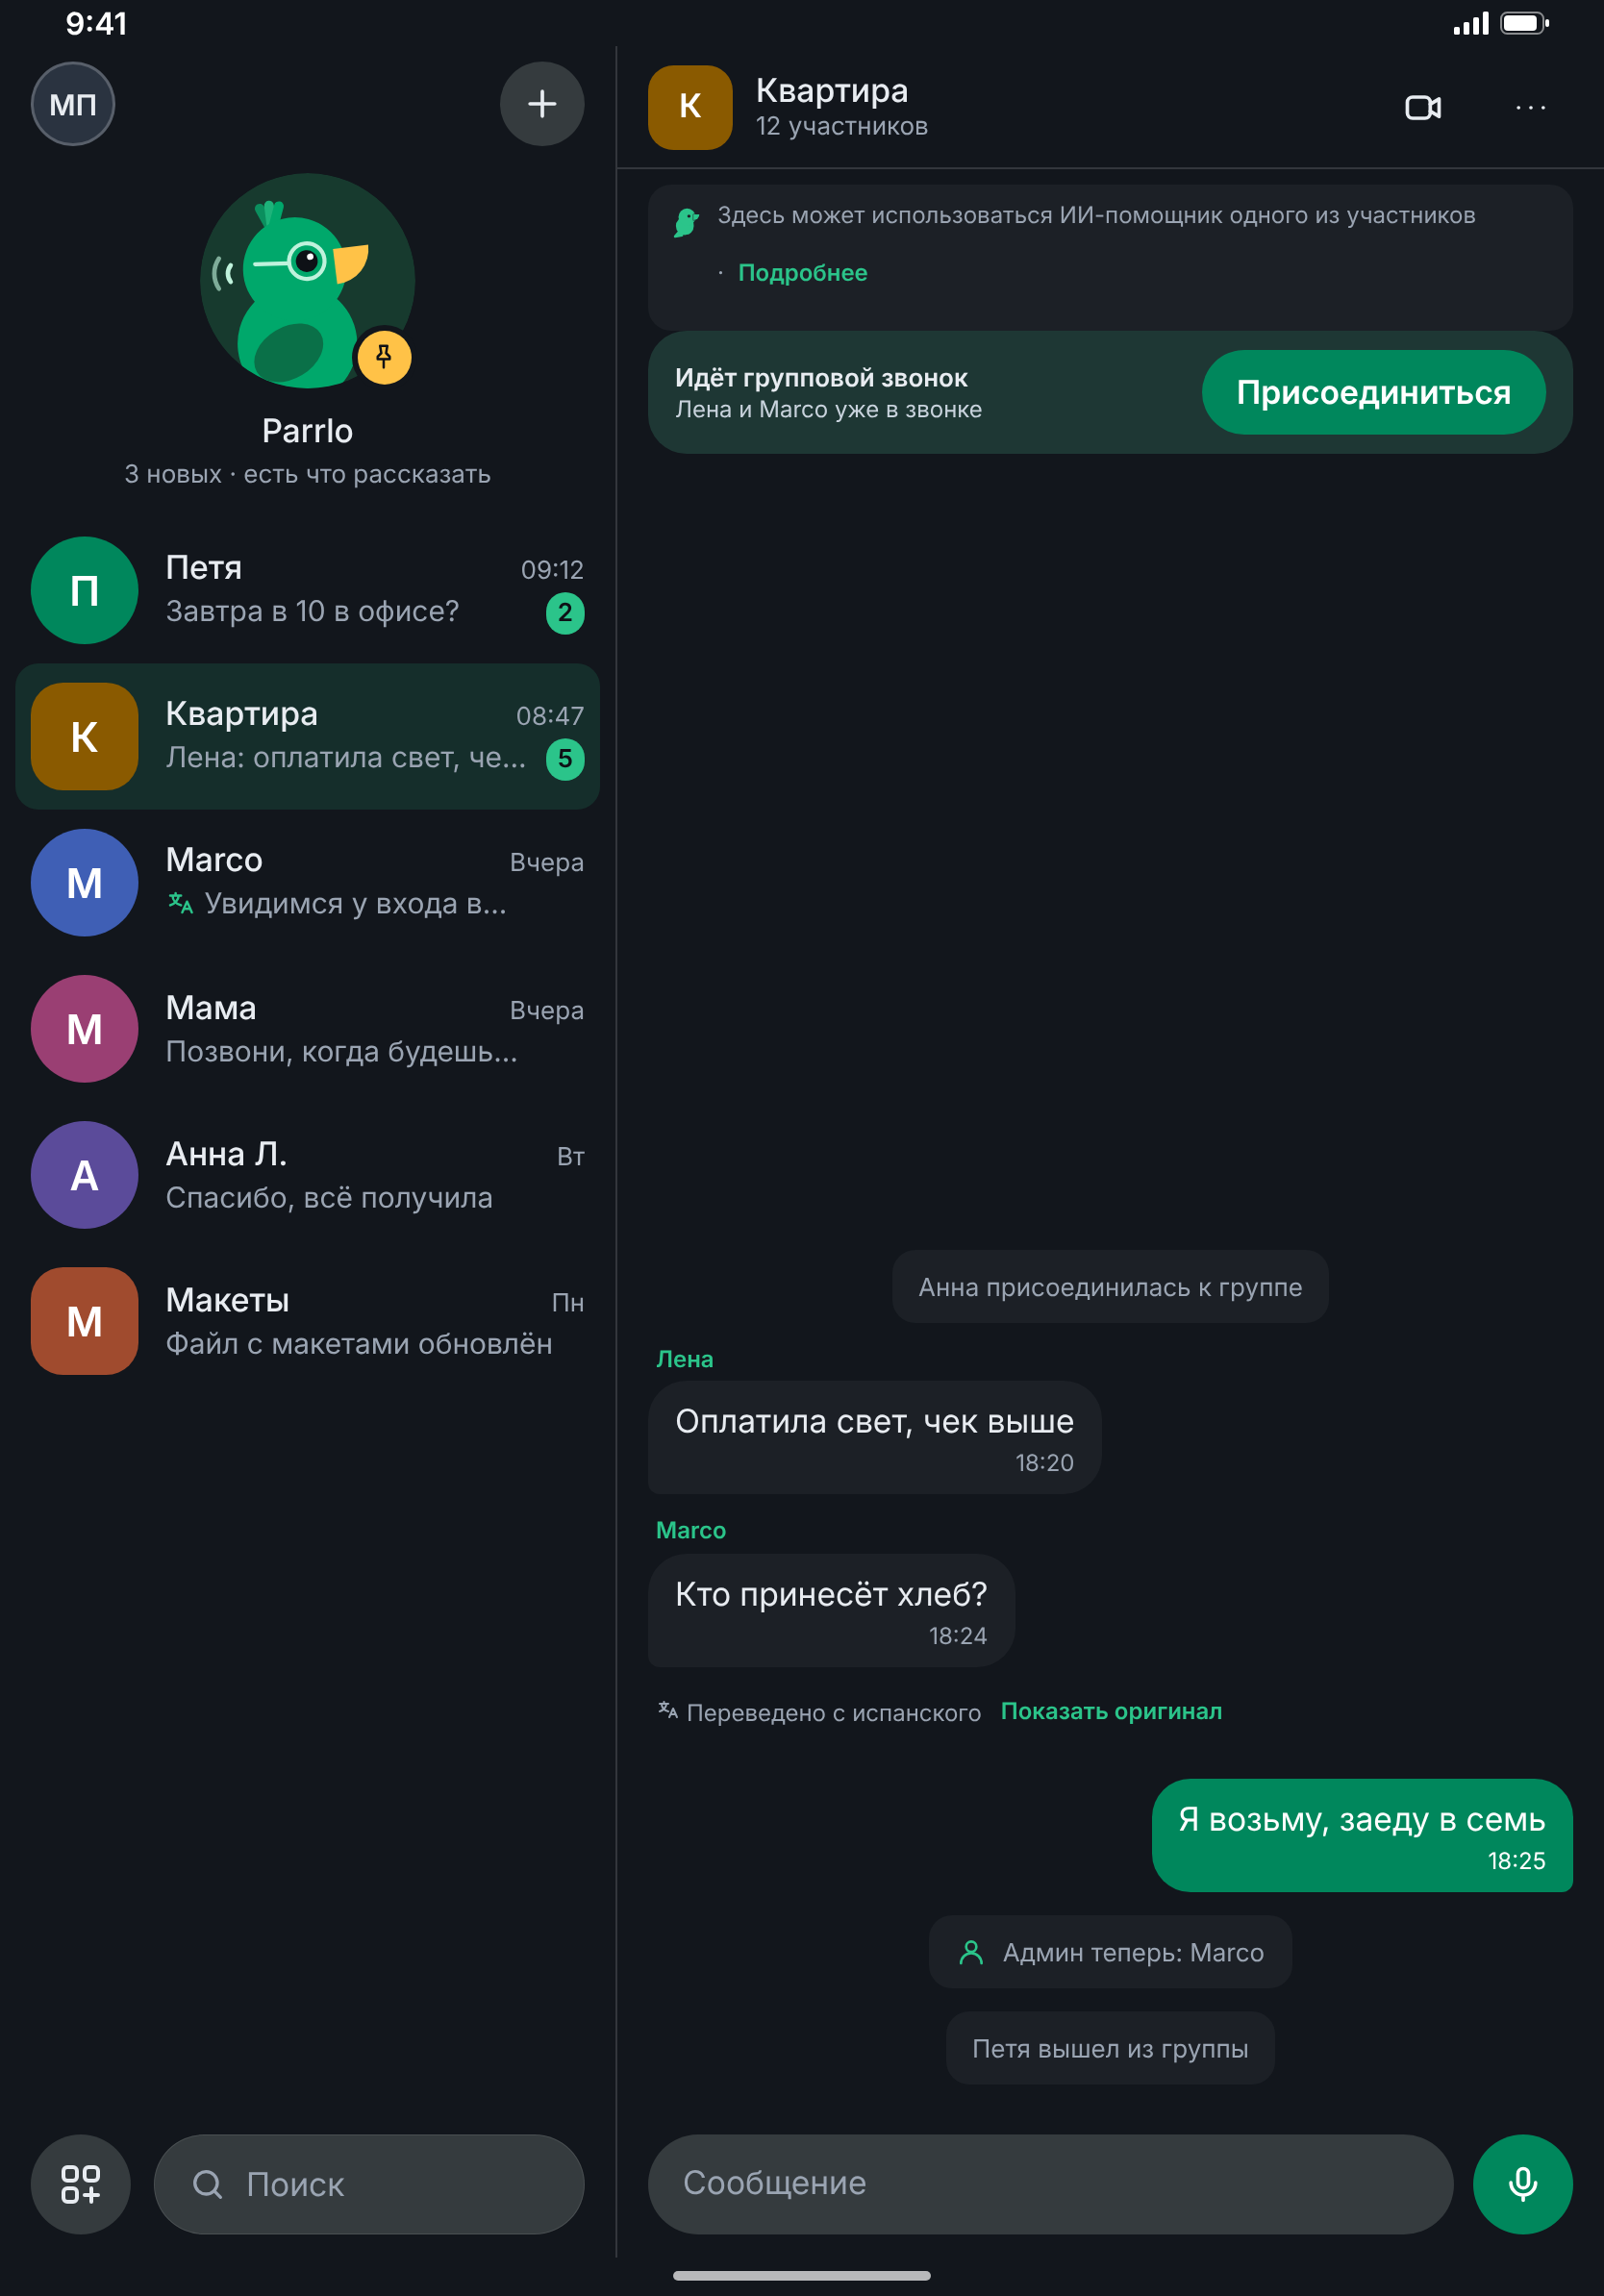 9:41
МП
Parrlo
3 новых · есть что рассказать
П
Петя
09:12
Завтра в 10 в офисе?
2
К
Квартира
08:47
Лена: оплатила свет, че...
5
M
Marco
Вчера
Увидимся у входа в...
М
Мама
Вчера
Позвони, когда будешь...
А
Анна Л.
Вт
Спасибо, всё получила
М
Макеты
Пн
Файл с макетами обновлён
Поиск
К
Квартира
12 участников
Здесь может использоваться ИИ-помощник одного из участников
· Подробнее
Идёт групповой звонок
Лена и Marco уже в звонке
Присоединиться
Анна присоединилась к группе
Лена
Оплатила свет, чек выше
18:20
Marco
Кто принесёт хлеб?
18:24
Переведено с испанского Показать оригинал
Я возьму, заеду в семь
18:25
Админ теперь: Marco
Петя вышел из группы
Сообщение